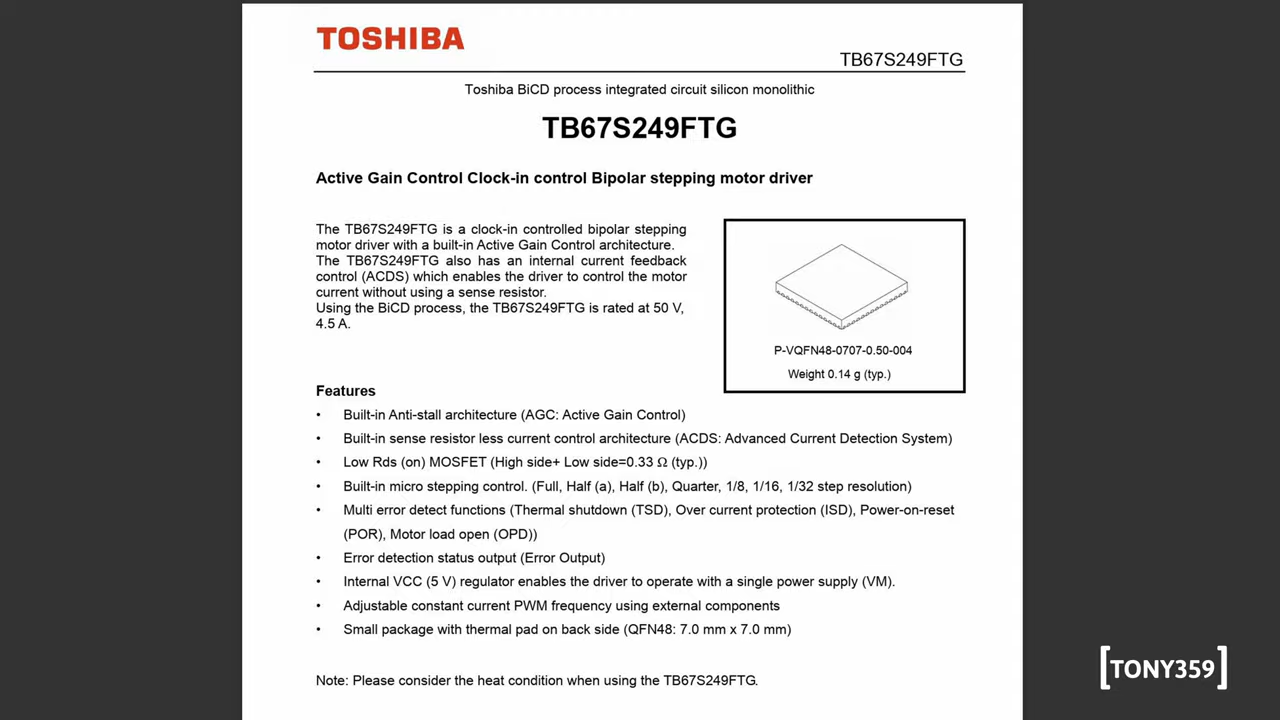 TOSHIBA
TB67S249FTG
Toshiba BiCD process integrated circuit silicon monolithic
TB67S249FTG
Active Gain Control Clock-in control Bipolar stepping motor driver
The TB67S249FTG is a clock-in controlled bipolar stepping
motor driver with a built-in Active Gain Control architecture.
The TB67S249FTG also has an internal current feedback
control (ACDS) which enables the driver to control the motor
current without using a sense resistor.
Using the BiCD process, the TB67S249FTG is rated at 50 V,
4.5 A.
P-VQFN48-0707-0.50-004
Weight 0.14 g (typ.)
Features
• Built-in Anti-stall architecture (AGC: Active Gain Control)
• Built-in sense resistor less current control architecture (ACDS: Advanced Current Detection System)
• Low Rds (on) MOSFET (High side+ Low side=0.33 Ω (typ.))
• Built-in micro stepping control. (Full, Half (a), Half (b), Quarter, 1/8, 1/16, 1/32 step resolution)
• Multi error detect functions (Thermal shutdown (TSD), Over current protection (ISD), Power-on-reset
(POR), Motor load open (OPD))
• Error detection status output (Error Output)
• Internal VCC (5 V) regulator enables the driver to operate with a single power supply (VM).
• Adjustable constant current PWM frequency using external components
• Small package with thermal pad on back side (QFN48: 7.0 mm x 7.0 mm)
Note: Please consider the heat condition when using the TB67S249FTG.
[TONY359]